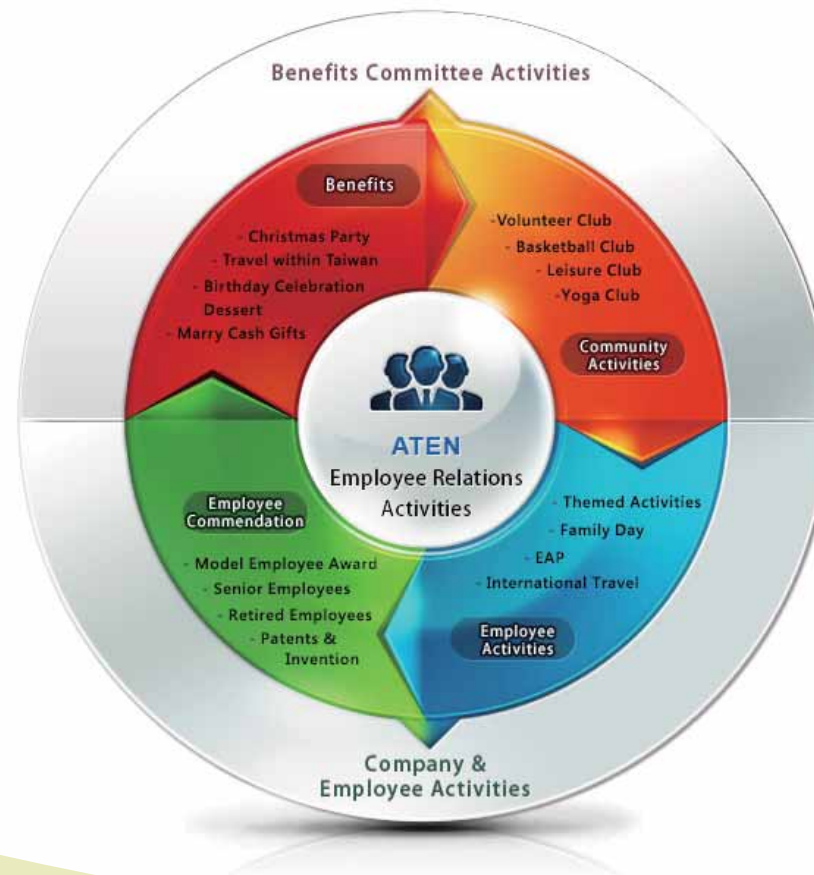 Benefits Committee Activities
Benefits
- Christmas Party
- Travel within Taiwan
- Birthday Celebration
Dessert
- Marry Cash Gifts
-Volunteer Club
- Basketball Club
- Leisure Club
-Yoga Club
Community
Activities
ATEN
Employee Relations
Activities
Employee
Commendation
- Model Employee Award
- Senior Employees
- Retired Employees
- Patents &
Invention
- Themed Activities
- Family Day
- EAP
- International Travel
Employee
Activities
Company &
Employee Activities